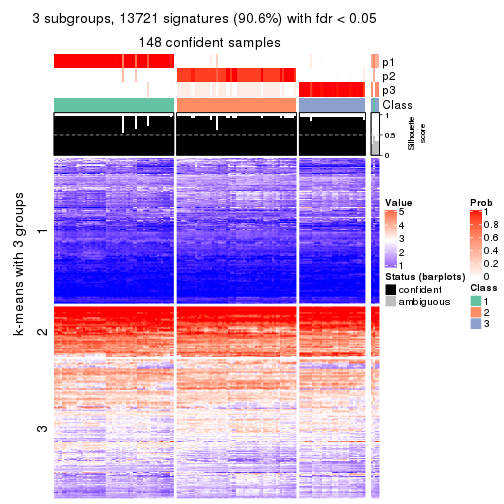 3 subgroups, 13721 signatures (90.6%) with fdr < 0.05
148 confident samples
p1
p2
p3
Class
1
0.5
0
Silhouette
score
k-means with 3 groups
1
2
3
Value
5
4
3
2
1
Status (barplots)
confident
ambiguous
Prob
1
0.8
0.6
0.4
0.2
0
Class
1
2
3